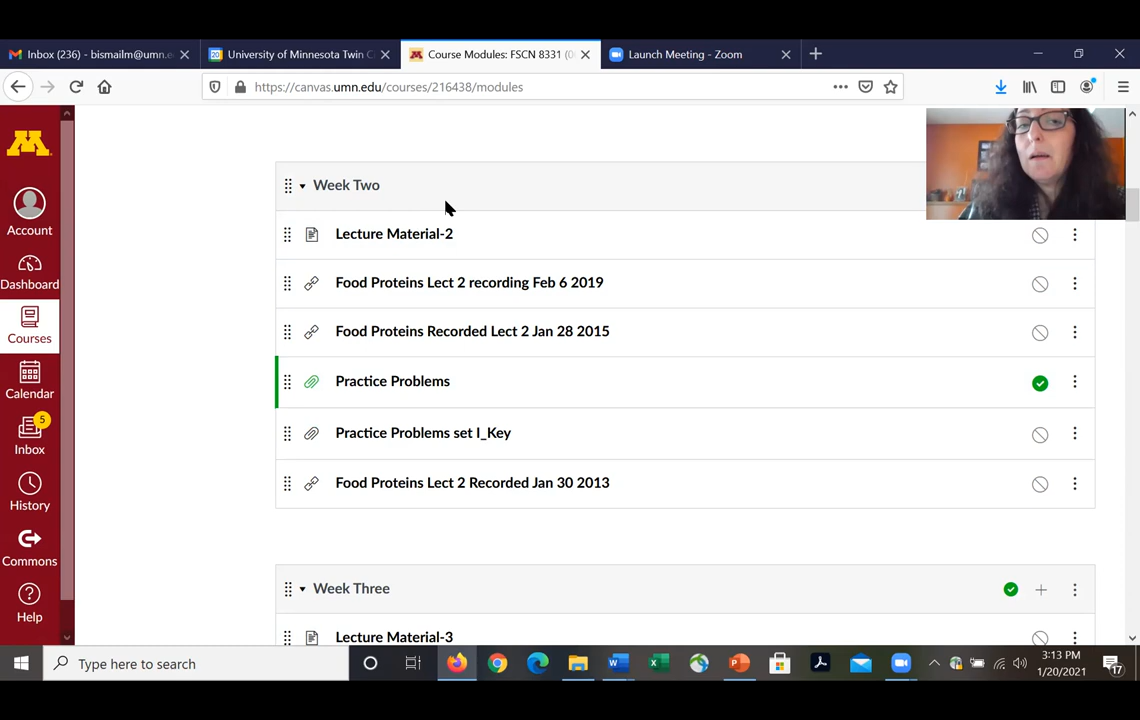 Inbox (236) - bismailm@umn.e
University of Minnesota Twin C
Course Modules: FSCN 8331 (0
Launch Meeting - Zoom
https://canvas.umn.edu/courses/216438/modules
M
Account
Dashboard
Courses
Calendar
5
Inbox
History
Commons
Help
Week Two
Lecture Material-2
Food Proteins Lect 2 recording Feb 6 2019
Food Proteins Recorded Lect 2 Jan 28 2015
Practice Problems
Practice Problems set I_Key
Food Proteins Lect 2 Recorded Jan 30 2013
Week Three
Lecture Material-3
Type here to search
3:13 PM
1/20/2021
17